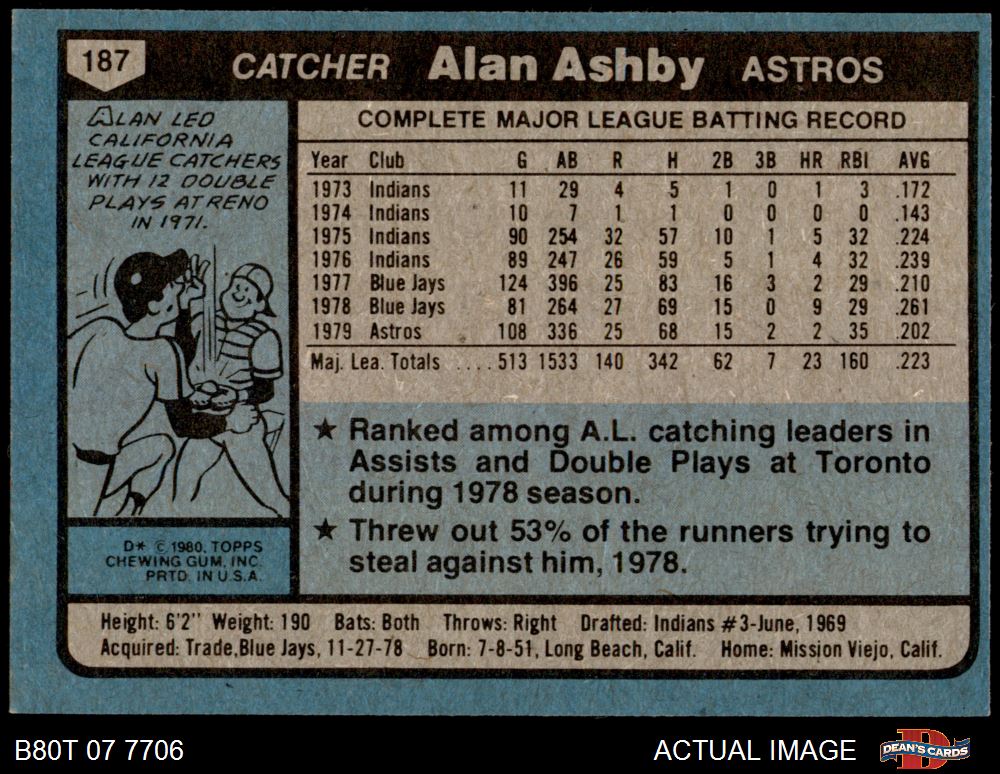 187 CATCHER Alan Ashby ASTROS
ALAN LED
CALIFORNIA
LEAGUE CATCHERS
WITH 12 DOUBLE
PLAYS AT RENO
IN 1971.
COMPLETE MAJOR LEAGUE BATTING RECORD
Year Club G AB R H 2B 3B HR RBI AVG
1973 Indians 11 29 4 5 1 0 1 3 .172
1974 Indians 10 7 1 1 0 0 0 0 .143
1975 Indians 90 254 32 57 10 1 5 32 .224
1976 Indians 89 247 26 59 5 1 4 32 .239
1977 Blue Jays 124 396 25 83 16 3 2 29 .210
1978 Blue Jays 81 264 27 69 15 0 9 29 .261
1979 Astros 108 336 25 68 15 2 2 35 .202
Maj. Lea. Totals .... 513 1533 140 342 62 7 23 160 .223
★ Ranked among A.L. catching leaders in
Assists and Double Plays at Toronto
during 1978 season.
★ Threw out 53% of the runners trying to
steal against him, 1978.
D* © 1980. TOPPS
CHEWING GUM, INC.
PRTD. IN U.S.A.
Height: 6'2" Weight: 190 Bats: Both Throws: Right Drafted: Indians #3-June, 1969
Acquired: Trade,Blue Jays, 11-27-78 Born: 7-8-51, Long Beach, Calif. Home: Mission Viejo, Calif.
B80T 07 7706 ACTUAL IMAGE DEAN'S CARDS